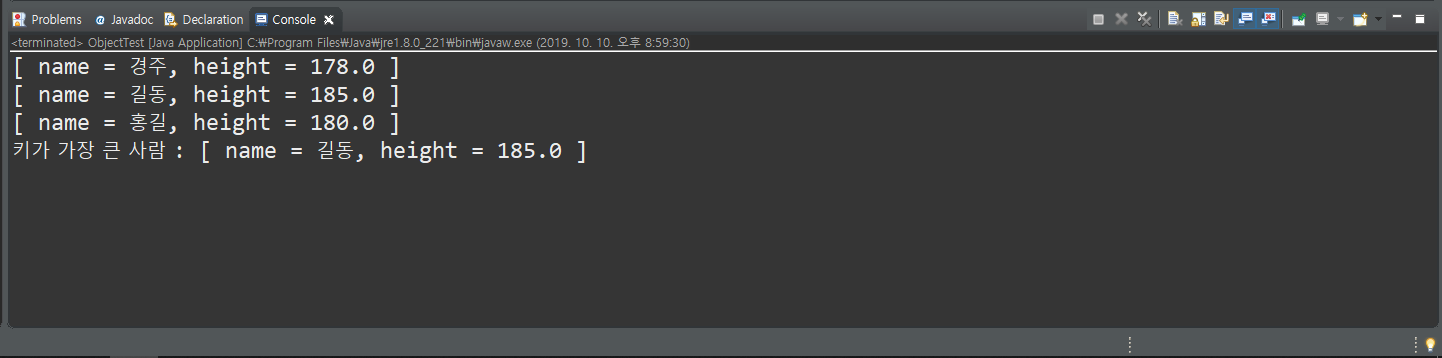 Problems @ Javadoc Declaration Console
<terminated> ObjectTest [Java Application] C:₩Program Files₩Java₩jre1.8.0_221₩bin₩javaw.exe (2019. 10. 10. 오후 8:59:30)
[ name = 경주, height = 178.0 ]
[ name = 길동, height = 185.0 ]
[ name = 홍길, height = 180.0 ]
키가 가장 큰 사람 : [ name = 길동, height = 185.0 ]